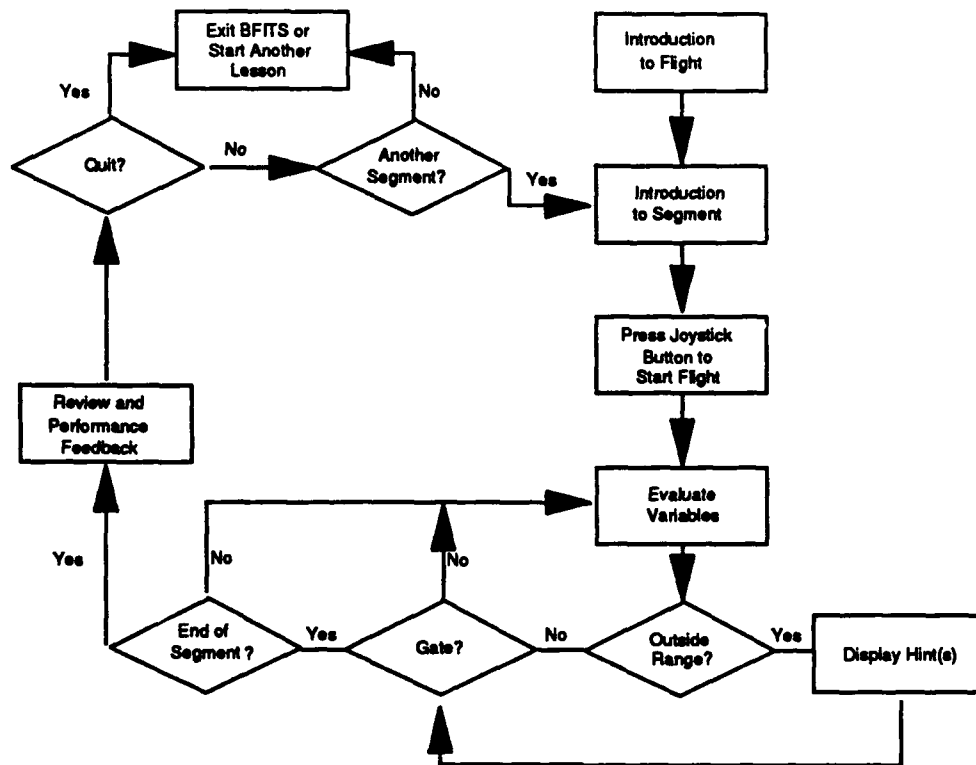 Exit BFITS or
Start Another
Lesson
Introduction
to Flight
Yes
No
Quit?
No
Another
Segment?
Yes
Introduction
to Segment
Press Joystick
Button to
Start Flight
Review and
Performance
Feedback
Evaluate
Variables
Yes
No
No
End of
Segment?
Yes
Gate?
No
Outside
Range?
Yes
Display Hint(s)